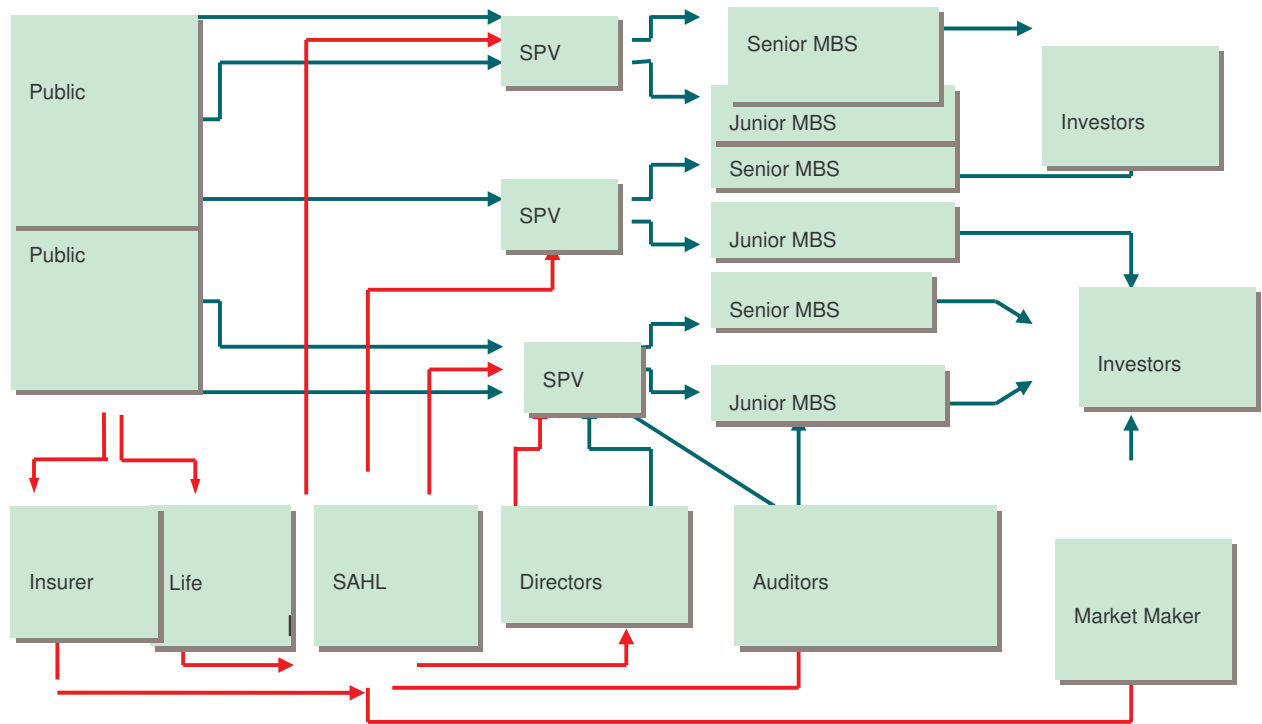 Public
Public
SPV
SPV
SPV
Senior MBS
Junior MBS
Senior MBS
Junior MBS
Senior MBS
Junior MBS
Investors
Investors
Insurer
Life
SAHL
Directors
Auditors
Market Maker